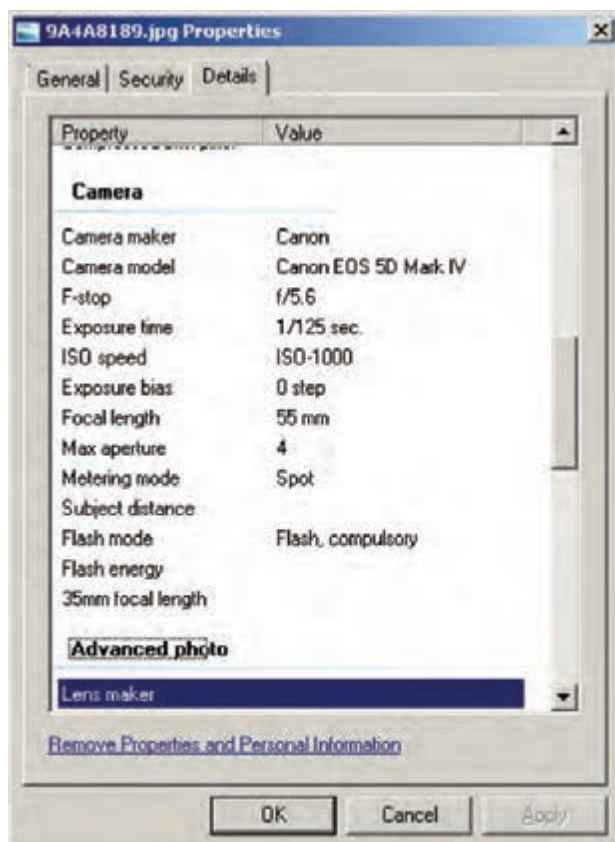 9A4A8189.jpg Properties
General Security Details
Property Value
Camera
Camera maker Canon
Camera model Canon EOS 5D Mark IV
F-stop f/5.6
Exposure time 1/125 sec.
ISO speed ISO-1000
Exposure bias 0 step
Focal length 55 mm
Max aperture 4
Metering mode Spot
Subject distance
Flash mode Flash, compulsory
Flash energy
35mm focal length
Advanced photo
Lens maker
Remove Properties and Personal Information
OK Cancel Apply